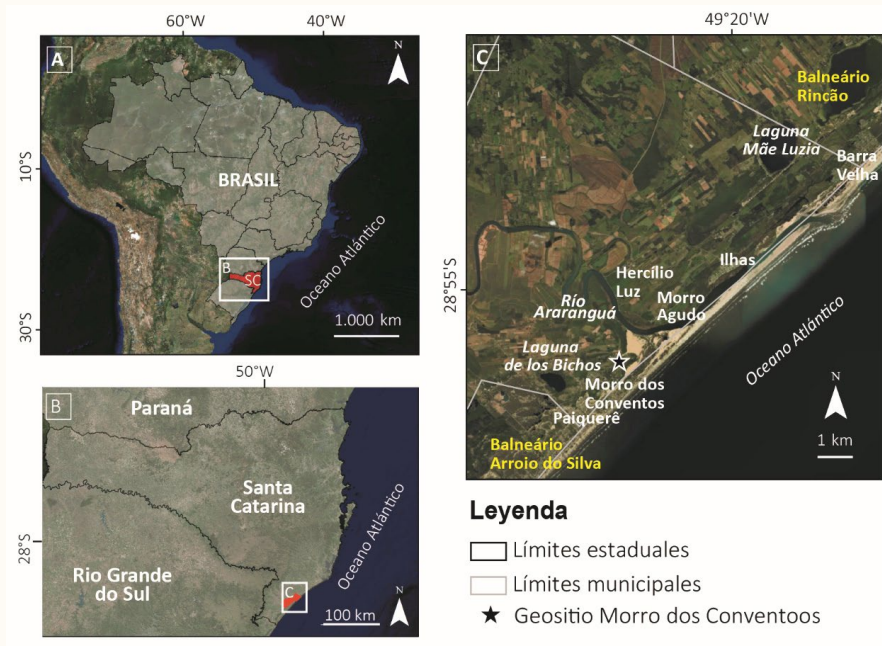 60°W
40°W
A
N
10°S
BRASIL
B
SC
Oceano Atlántico
30°S
1.000 km
50°W
B
Paraná
Santa
Catarina
28°S
Rio Grande
do Sul
Oceano Atlántico
C
100 km
N
49°20'W
C
N
Balneário
Rincão
Laguna
Mãe Luzia
Barra
Velha
28°55'S
Ilhas
Hercílio
Luz
Río
Araranguá
Morro
Agudo
Laguna
de los Bichos
Morro dos
Conventos
Paiquerê
Balneário
Arroio do Silva
Oceano Atlántico
N
1 km
Leyenda
Límites estaduales
Límites municipales
Geositio Morro dos Conventoos